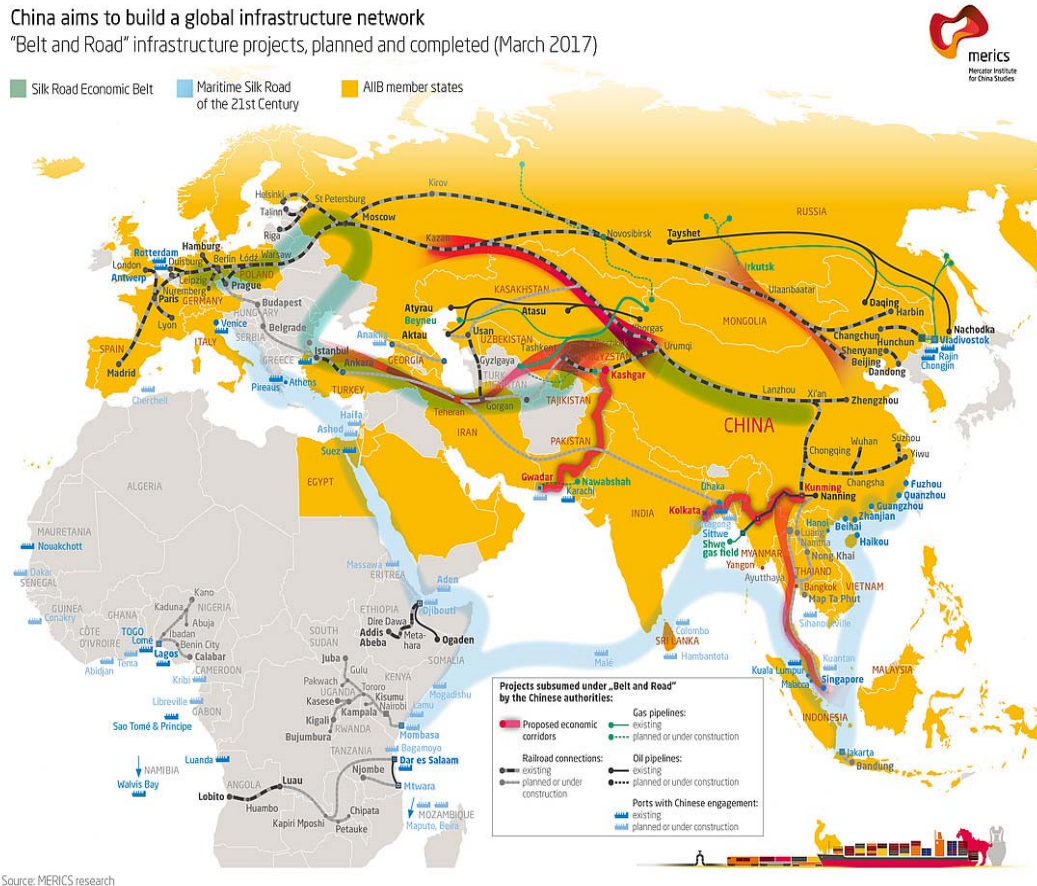 China aims to build a global infrastructure network
"Belt and Road" infrastructure projects, planned and completed (March 2017)
merics
Mercator Institute
for China Studies
Silk Road Economic Belt
Maritime Silk Road
of the 21st Century
AIIB member states
Helsinki
St Petersburg
Kirov
Talinn
Moscow
RUSSIA
Riga
Kazan
Novosibirsk
Tayshet
Hamburg
Rotterdam
Duisburg
Berlin
Łódź
Warsaw
London
Antwerp
Leipzig
POLAND
Prague
Nuremberg
Paris
GERMANY
Irkutsk
Ulaanbaatar
KASAKHSTAN
Budapest
HUNGARY
Lyon
Venice
Belgrade
SERBIA
ITALY
Atyrau
Beyneu
Atasu
Daqing
Harbin
MONGOLIA
SPAIN
Madrid
Istanbul
Ankara
Anaklia
Aktau
GEORGIA
Usan
UZBEKISTAN
Tashkent
Urumqi
Changchun
Hunchun
Nachodka
Vladivostok
Shenyang
Rajin
Chongjin
Beijing
Dandong
GREECE
Athens
Pireaus
TURKEY
Gyzlgaya
Kashgar
Cherchell
Teheran
Gorgan
TAJIKISTAN
Lanzhou
Xi'an
Zhengzhou
Haifa
Ashod
Suez
IRAN
PAKISTAN
CHINA
Wuhan
Suzhou
Yiwu
Chongqing
Changsha
EGYPT
ALGERIA
Gwadar
Nawabshah
Karachi
INDIA
Dhaka
Kolkata
Kunming
Nanning
Fuzhou
Quanzhou
Guangzhou
Zhanjian
Sittwe
Shwe
gas field
Hanoi
Beihai
Haikou
MAURETANIA
Nouakchott
MYANMAR
Yangon
Nong Khai
Dakar
SENEGAL
Massawa
ERITREA
Aden
Ayutthaya
THAILAND
Bangkok
VIETNAM
Map Ta Phut
GUINEA
Conakry
Kano
Kaduna
NIGERIA
Abuja
GHANA
CÔTE
D'IVOIRE
TOGO
Lomé
Ibadan
Benin City
Lagos
Calabar
Abidjan
Tema
CAMEROON
Kribi
ETHIOPIA
Djibouti
Dire Dawa
Addis
Abeba
Meta-
hara
Ogaden
SOUTH
SUDAN
SOMALIA
Colombo
SRI LANKA
Hambantota
Malé
Sihanoukville
Kuantan
MALAYSIA
Kuala Lumpur
Malacca
Singapore
Juba
Gulu
Pakwach
KENYA
Tororo
UGANDA
Kasese
Kisumu
Nairobi
Kampala
Lamu
Mogadishu
Kigali
RWANDA
Bujumbura
Mombasa
Libreville
GABON
Sao Tomé & Principe
TANZANIA
Bagamoyo
Dar es Salaam
Luanda
Njombe
Mtwara
NAMIBIA
Walvis Bay
ANGOLA
Luau
Lobito
Huambo
Chipata
Kapiri Mposhi
Petauke
MOZAMBIQUE
Maputo, Beira
INDONESIA
Jakarta
Bandung
Projects subsumed under „Belt and Road"
by the Chinese authorities:
Proposed economic
corridors
Railroad connections:
existing
planned or under
construction
Gas pipelines:
existing
planned or under construction
Oil pipelines:
existing
planned or under construction
Ports with Chinese engagement:
existing
planned or under construction
Source: MERICS research